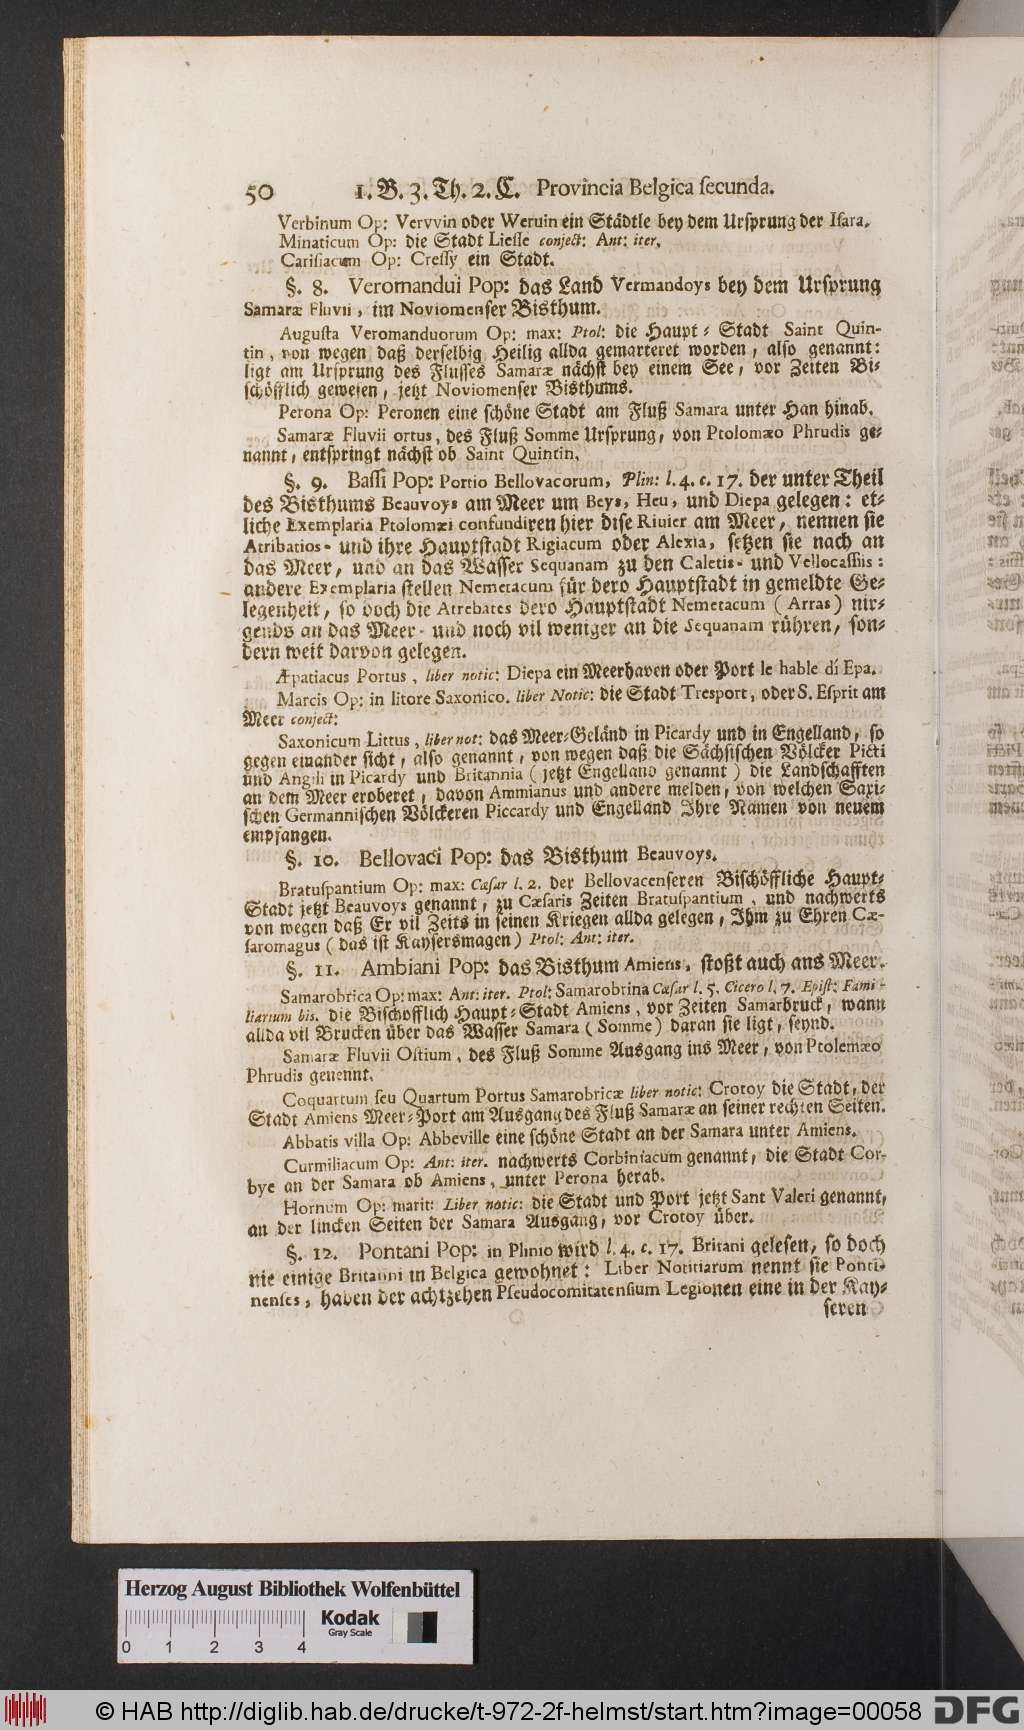 50 1. B. 3. Th. 2. C. Provincia Belgica secunda.
Verbinum Op: Vervvin oder Weruin ein Städtle bey dem Ursprung der Isara.
Minaticum Op: die Stadt Liesle conject: Ant: iter.
Carisiacum Op: Cressy ein Stadt.
§. 8. Veromandui Pop: das Land Vermandoys bey dem Ursprung
Samaræ Fluvii, im Noviomenser Bisthum.
Augusta Veromanduorum Op: max: Ptol: die Haupt-Stadt Saint Quin-
tin, von wegen daß derselbig Heilig allda gemarteret worden, also genannt:
ligt am Ursprung des Flusses Samaræ nächst bey einem See, vor Zeiten Bi-
schöfflich gewesen, jetzt Noviomenser Bisthums.
Perona Op: Peronen eine schöne Stadt am Fluß Samara unter Han hinab.
Samaræ Fluvii ortus, des Fluß Somme Ursprung, von Ptolomæo Phrudis ge-
nannt, entspringt nächst ob Saint Quintin.
§. 9. Bassi Pop: Portio Bellovacorum, Plin: l. 4. c. 17. der unter Theil
des Bisthums Beauvoys am Meer um Beys, Heu, und Diepa gelegen: et-
liche Exemplaria Ptolomæi confundiren hier dise Rivier am Meer, nennen sie
Atribatios- und ihre Hauptstadt Rigiacum oder Alexia, setzen sie nach an
das Meer, und an das Wasser Sequanam zu den Caletis- und Vellocassiis:
andere Exemplaria stellen Nemetacum für dero Hauptstadt in gemeldte Ge-
legenheit, so doch die Atrebates dero Hauptstadt Nemetacum (Arras) nir-
gends an das Meer- und noch vil weniger an die Sequanam rühren, son-
dern weit darvon gelegen.
Æpatiacus Portus, liber notic: Diepa ein Meerhaven oder Port le hable di Epa.
Marcis Op: in litore Saxonico. liber Notic: die Stadt Tresport, oder S. Esprit am
Meer conject:
Saxonicum Littus, liber not: das Meer-Geländ in Picardy und in Engelland, so
gegen einander sicht, also genannt, von wegen daß die Sächsischen Völcker Picti
und Angili in Picardy und Britannia (jetzt Engelland genannt) die Landschafften
an dem Meer eroberet, davon Ammianus und andere melden, von welchen Saxi-
schen Germannischen Völckeren Piccardy und Engelland Ihre Namen von neuem
empfangen.
§. 10. Bellovaci Pop: das Bisthum Beauvoys.
Bratuspantium Op: max: Cæsar l. 2. der Bellovacenseren Bischöffliche Haupt-
Stadt jetzt Beauvoys genannt, zu Cæsaris Zeiten Bratuspantium, und nachwerts
von wegen daß Er vil Zeits in seinen Kriegen allda gelegen, Ihm zu Ehren Cæ-
saromagus (das ist Kaysersmagen) Ptol: Ant: iter.
§. 11. Ambiani Pop: das Bisthum Amiens, stoßt auch ans Meer.
Samarobrica Op: max: Ant: iter. Ptol: Samarobrina Cæsar l. 5. Cicero l. 7. Epist: Fami-
liarium bis. die Bischofflich Haupt-Stadt Amiens, vor Zeiten Samarbruck, wann
allda vil Brucken über das Wasser Samara (Somme) daran sie ligt, seynd.
Samaræ Fluvii Ostium, des Fluß Somme Ausgang ins Meer, von Ptolemæo
Phrudis genennt.
Coquartum seu Quartum Portus Samarobricæ liber notic: Crotoy die Stadt, der
Stadt Amiens Meer-Port am Ausgang des Fluß Samaræ an seiner rechten Seiten.
Abbatis villa Op: Abbeville eine schöne Stadt an der Samara unter Amiens.
Curmiliacum Op: Ant: iter. nachwerts Corbiniacum genannt, die Stadt Cor-
bye an der Samara ob Amiens, unter Perona herab.
Hornum Op: marit: Liber notic: die Stadt und Port jetzt Sant Valeri genannt,
an der lincken Seiten der Samara Ausgang, vor Crotoy über.
§. 12. Pontani Pop: in Plinio wird l. 4. c. 17. Britani gelesen, so doch
nie einige Britanni in Belgica gewohnet: Liber Notitiarum nennt sie Ponti-
nenses, haben der achtzehen Pseudocomitatensium Legionen eine in der Kay-
seren
Herzog August Bibliothek Wolfenbüttel
Kodak
Gray Scale
0 1 2 3 4
© HAB http://diglib.hab.de/drucke/t-972-2f-helmst/start.htm?image=00058 DFG